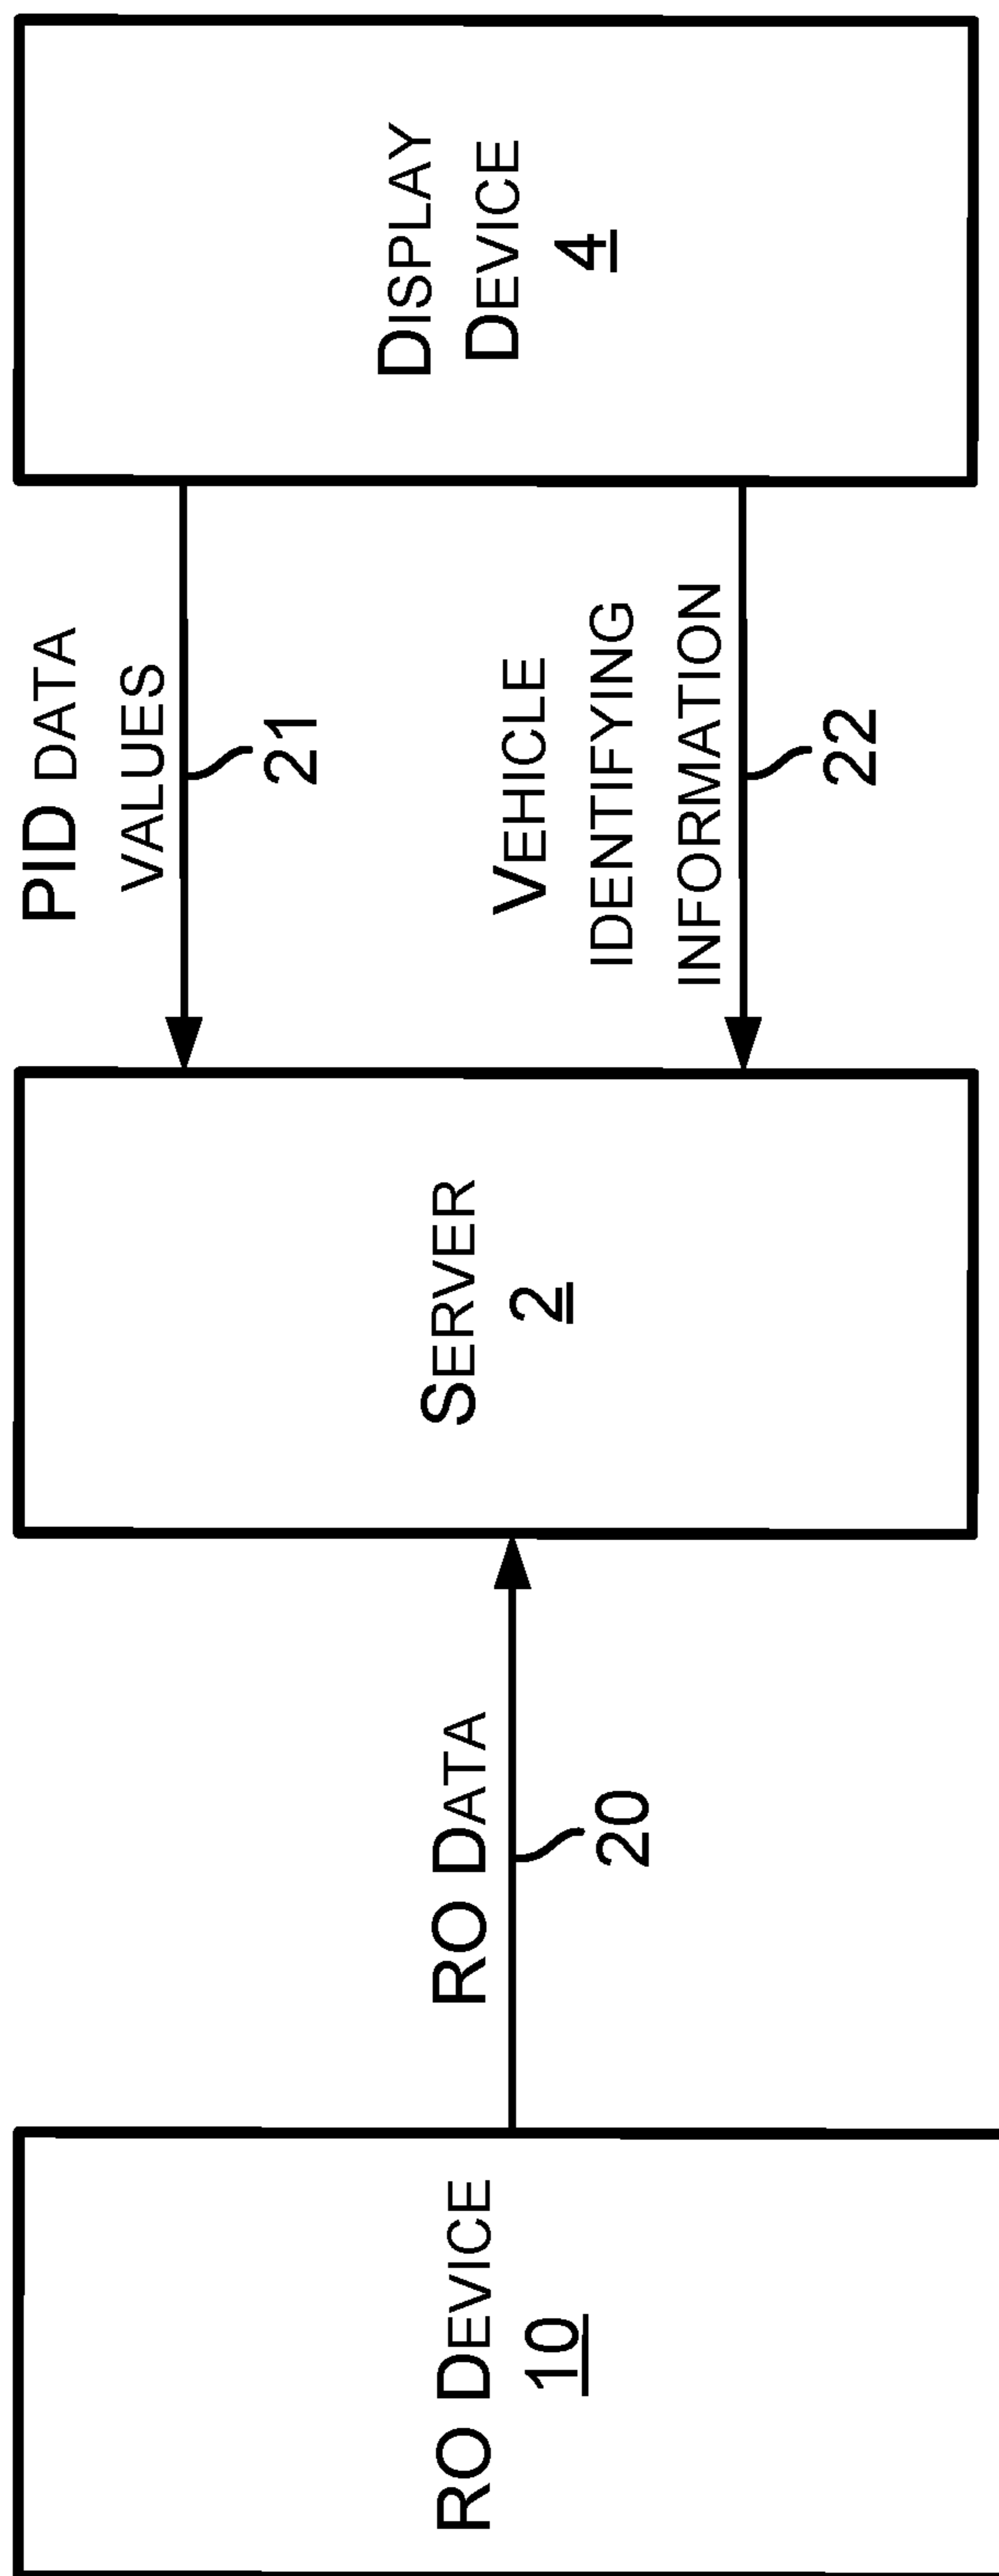 RO DEVICE
10
RO DATA
20
SERVER
2
PID DATA
VALUES
21
VEHICLE
IDENTIFYING
INFORMATION
22
DISPLAY
DEVICE
4